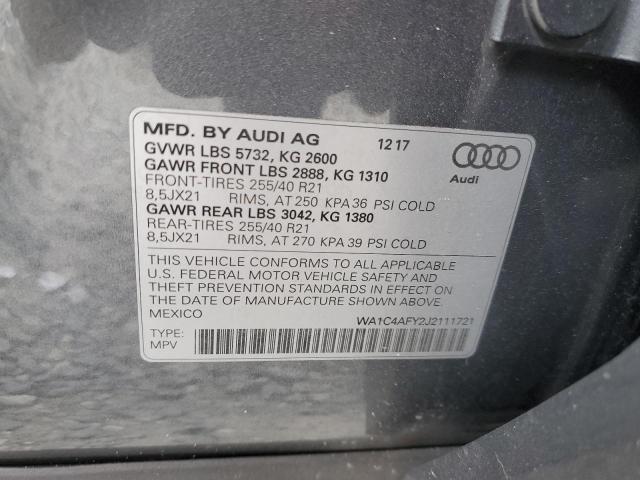 MFD. BY AUDI AG 12 17
GVWR LBS 5732, KG 2600
GAWR FRONT LBS 2888, KG 1310
FRONT-TIRES 255/40 R21
8,5JX21 RIMS, AT 250 KPA 36 PSI COLD
GAWR REAR LBS 3042, KG 1380
REAR-TIRES 255/40 R21
8,5JX21 RIMS, AT 270 KPA 39 PSI COLD
Audi
THIS VEHICLE CONFORMS TO ALL APPLICABLE
U.S. FEDERAL MOTOR VEHICLE SAFETY AND
THEFT PREVENTION STANDARDS IN EFFECT ON
THE DATE OF MANUFACTURE SHOWN ABOVE.
MEXICO
WA1C4AFY2J2111721
TYPE:
MPV